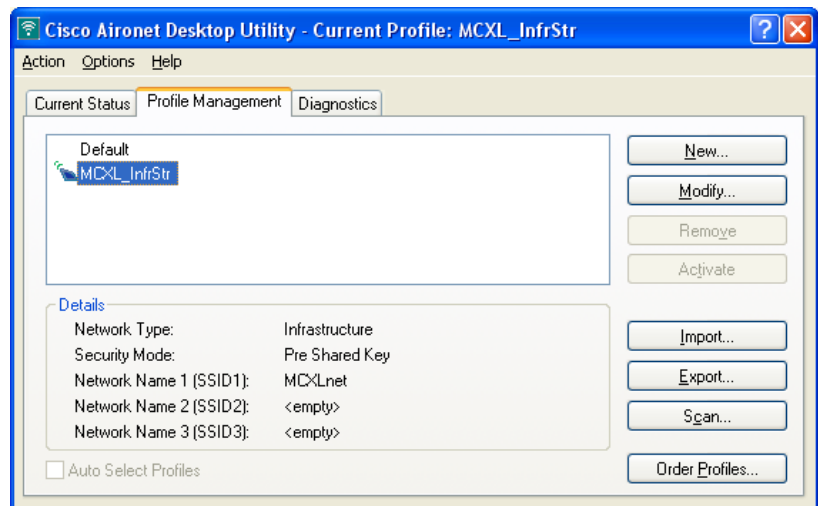 Cisco Aironet Desktop Utility - Current Profile: MCXL_InfrStr
Action Options Help
Current Status Profile Management Diagnostics
Default
MCXL_InfrStr
New...
Modify...
Remove
Activate
Details
Network Type: Infrastructure
Security Mode: Pre Shared Key
Network Name 1 (SSID1): MCXLnet
Network Name 2 (SSID2): <empty>
Network Name 3 (SSID3): <empty>
Import...
Export...
Scan...
Auto Select Profiles
Order Profiles...